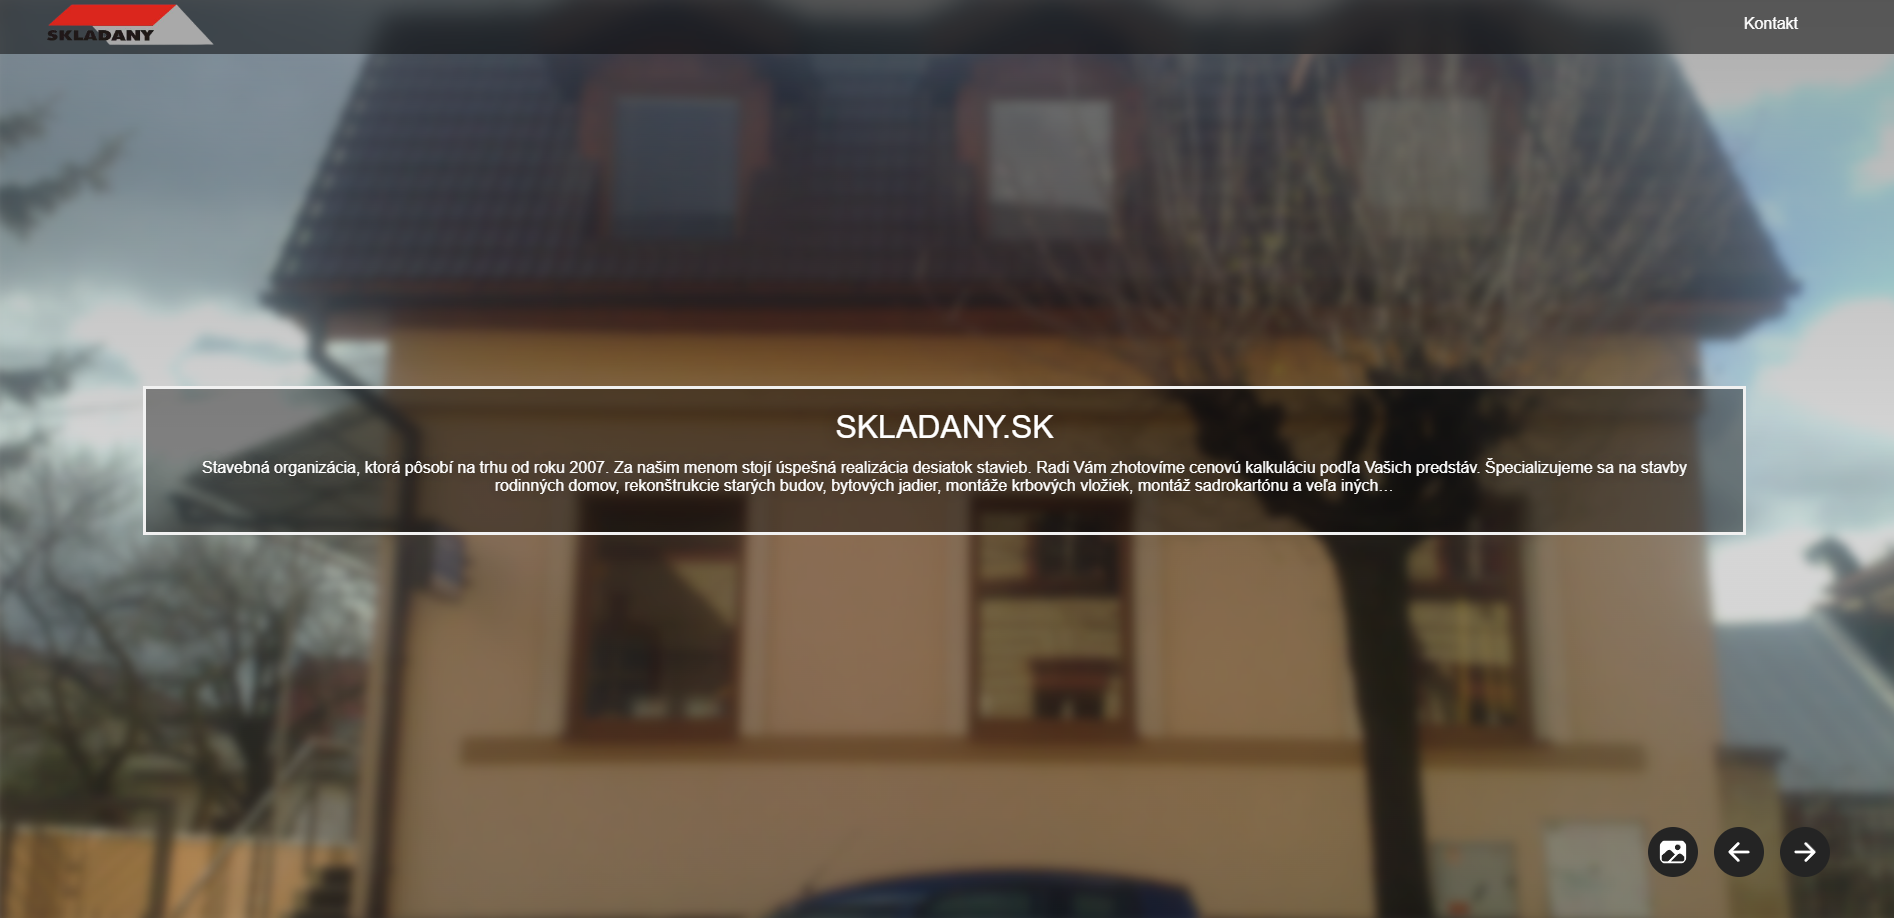 SKLADANY
Kontakt
SKLADANY.SK
Stavebná organizácia, ktorá pôsobí na trhu od roku 2007. Za našim menom stojí úspešná realizácia desiatok stavieb. Radi Vám zhotovíme cenovú kalkuláciu podľa Vašich predstáv. Špecializujeme sa na stavby
rodinných domov, rekonštrukcie starých budov, bytových jadier, montáže krbových vložiek, montáž sadrokartónu a veľa iných…